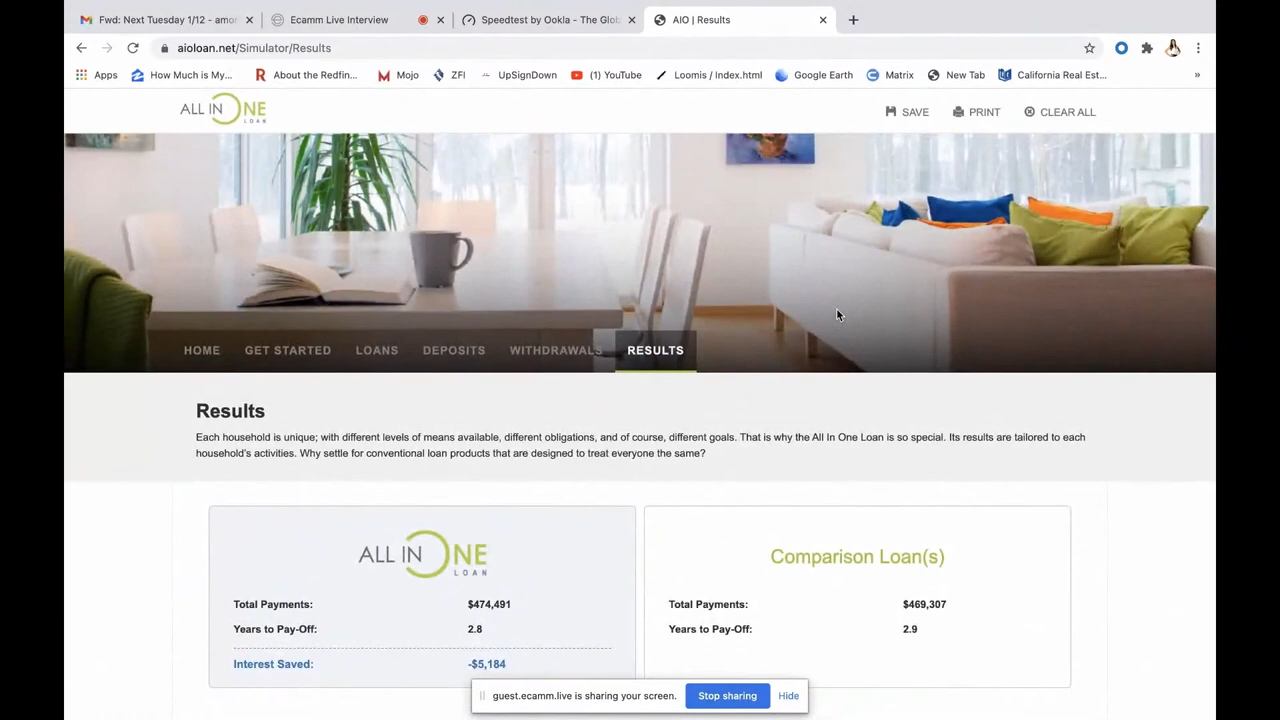 Fwd: Next Tuesday 1/12 - amor
Ecamm Live Interview
Speedtest by Ookla - The Glob
AIO | Results
aioloan.net/Simulator/Results
Apps
How Much is My...
R About the Redfin...
Mojo
ZFI
UpSignDown
(1) YouTube
Loomis / Index.html
Google Earth
Matrix
New Tab
California Real Est...
»
ALL IN ONE
LOAN
SAVE
PRINT
CLEAR ALL
HOME
GET STARTED
LOANS
DEPOSITS
WITHDRAWALS
RESULTS
Results
Each household is unique; with different levels of means available, different obligations, and of course, different goals. That is why the All In One Loan is so special. Its results are tailored to each
household's activities. Why settle for conventional loan products that are designed to treat everyone the same?
ALL IN ONE
LOAN
Total Payments: $474,491
Years to Pay-Off: 2.8
Interest Saved: -$5,184
Comparison Loan(s)
Total Payments: $469,307
Years to Pay-Off: 2.9
guest.ecamm.live is sharing your screen.
Stop sharing
Hide